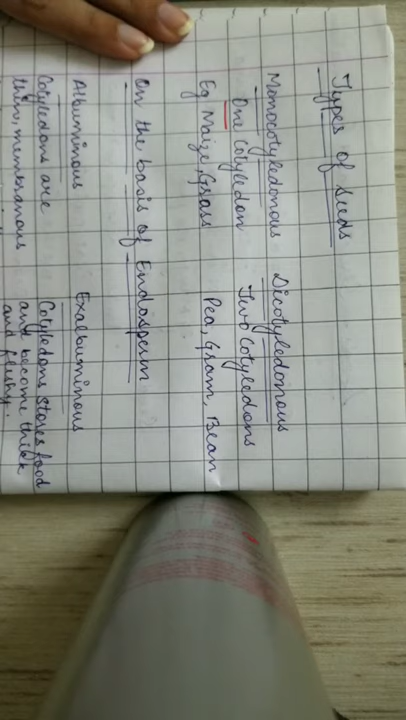 Types of Seeds
Monocotyledonous Dicotyledonous
One Cotyledon Two Cotyledons
Eg Maize, Grass Pea, Gram, Bean
On the basis of Endosperm
Albuminous Exalbuminous
Cotyledons are Cotyledons stores food
thin, membranous and become thick
and fleshy.